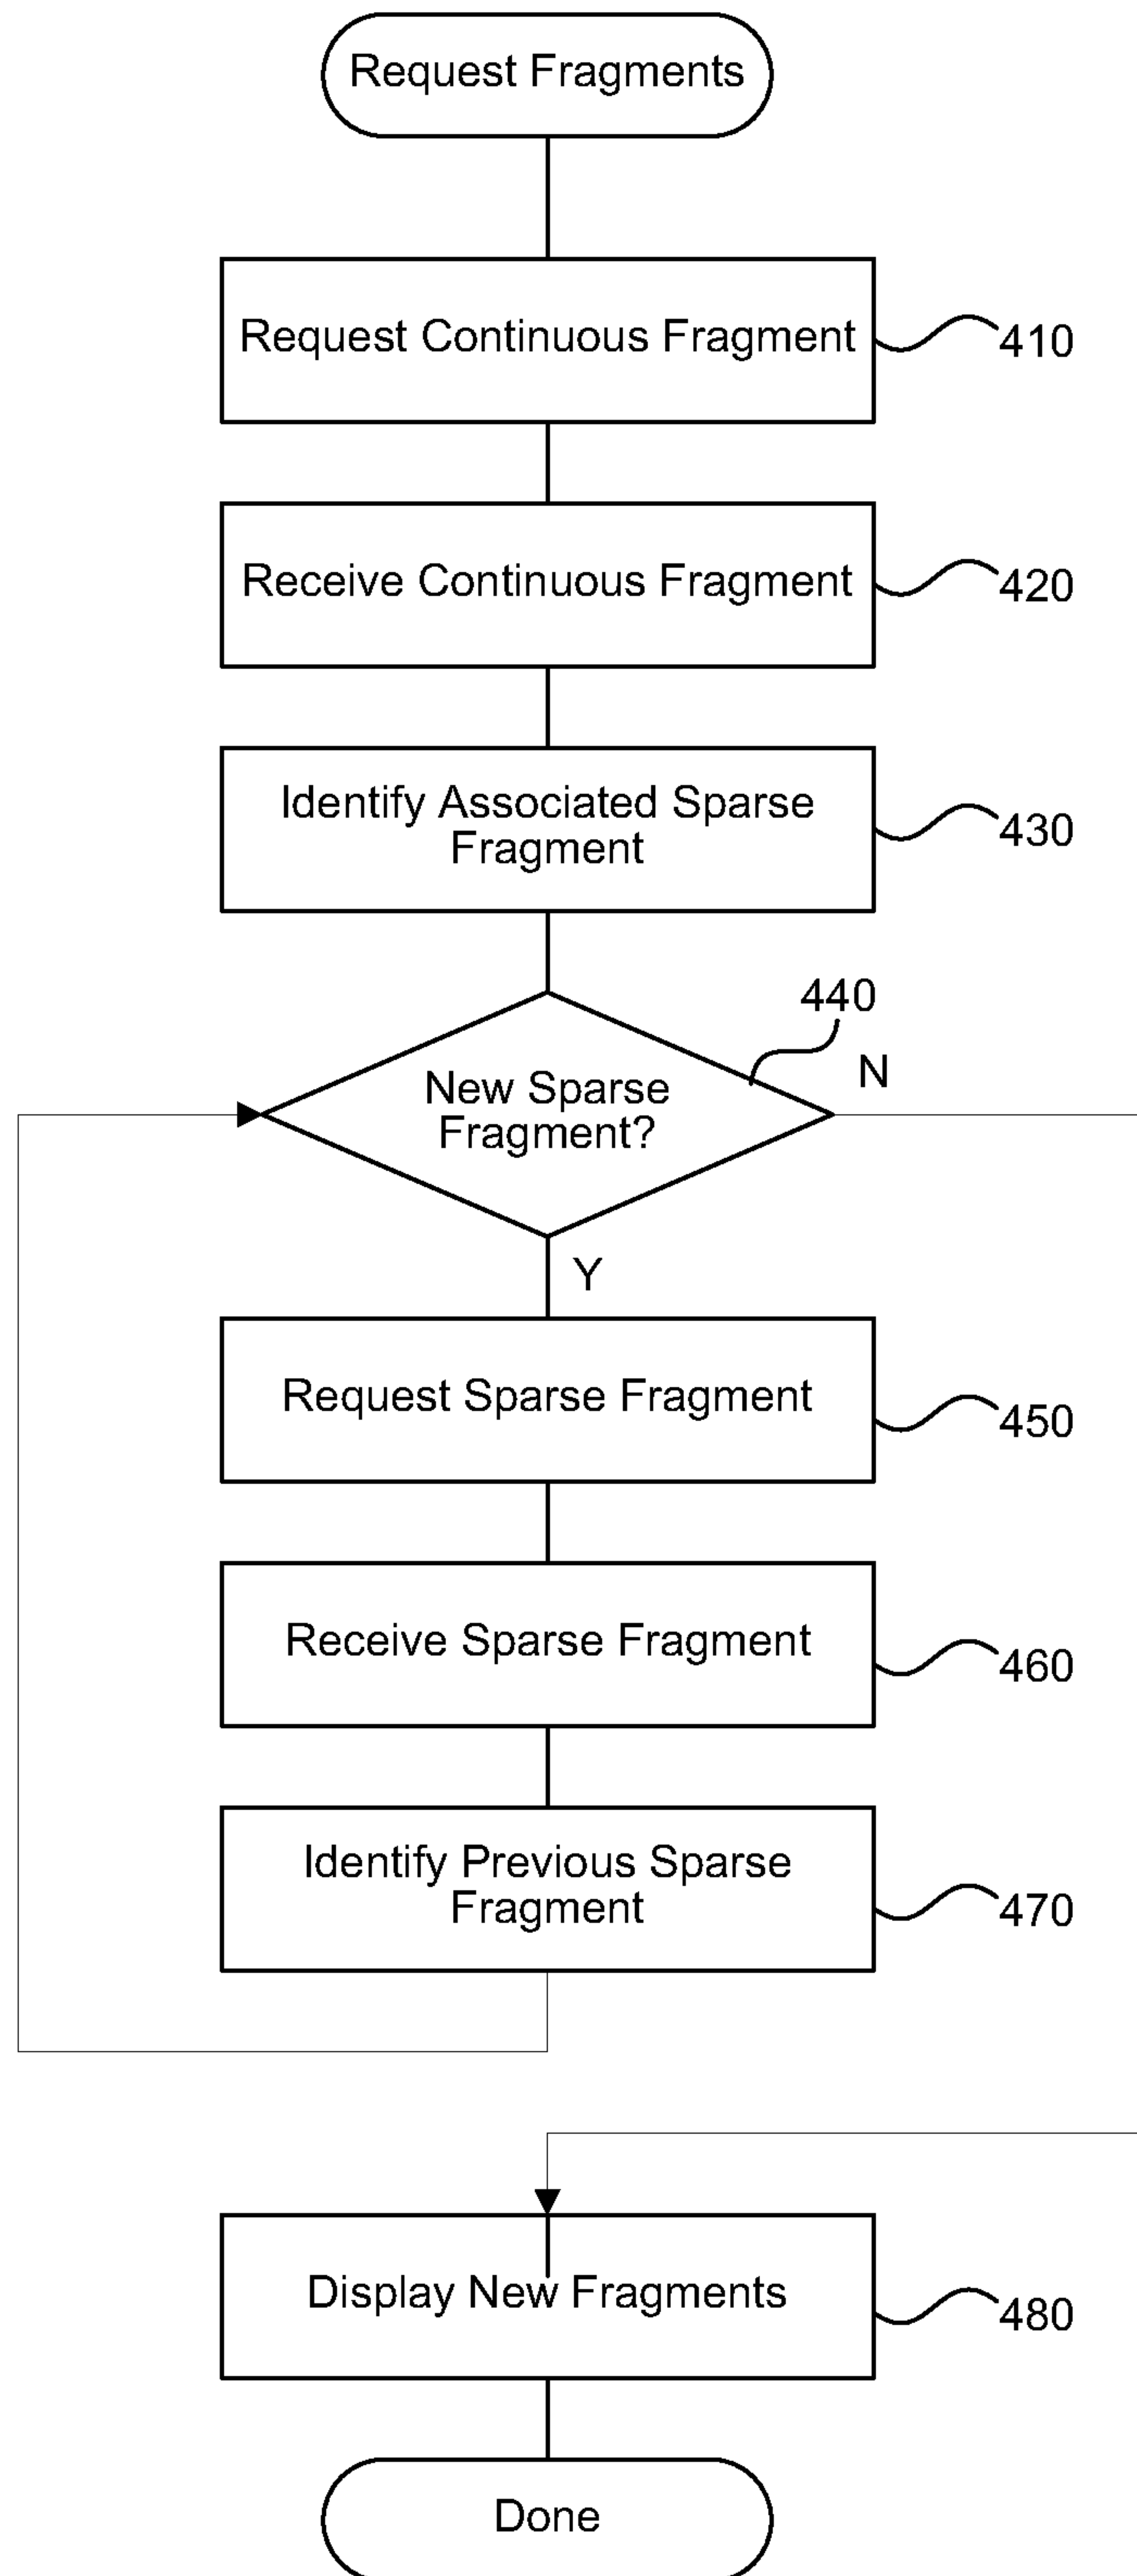 Request Fragments
Request Continuous Fragment
410
Receive Continuous Fragment
420
Identify Associated Sparse
Fragment
430
440
N
New Sparse
Fragment?
Y
Request Sparse Fragment
450
Receive Sparse Fragment
460
Identify Previous Sparse
Fragment
470
Display New Fragments
480
Done